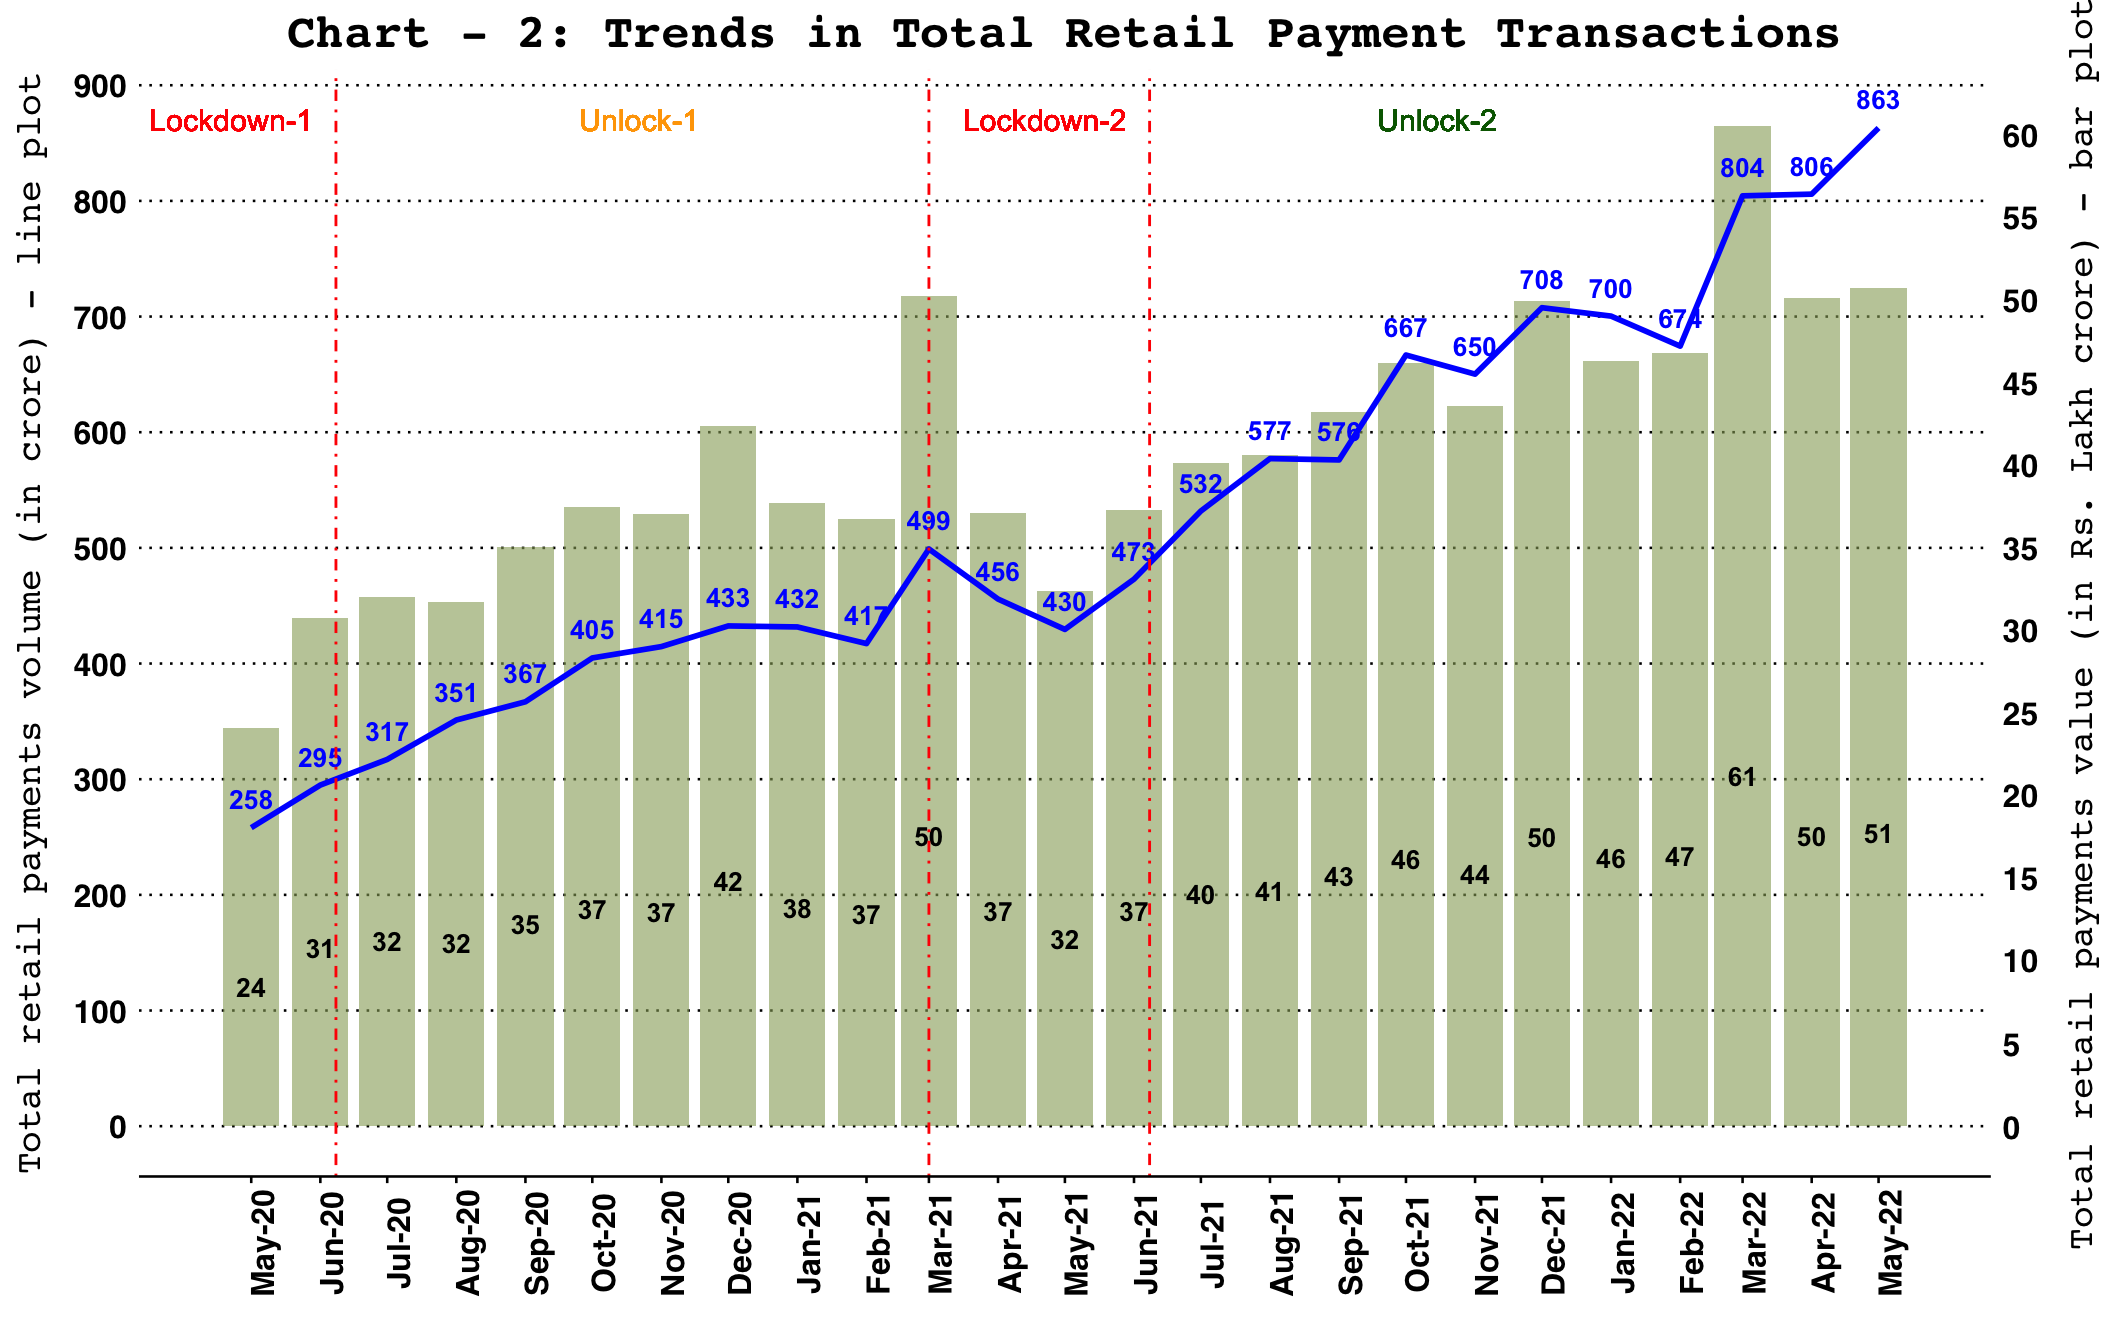 Chart – 2: Trends in Total Retail Payment Transactions
Total retail payments volume (in crore) – line plot
900
800
700
600
500
400
300
200
100
0
Lockdown-1
Unlock-1
Lockdown-2
Unlock-2
258
295
317
351
367
405
415
433
432
417
499
456
430
473
532
577
576
667
650
708
700
674
804
806
863
24
31
32
32
35
37
37
42
38
37
50
37
32
37
40
41
43
46
44
50
46
47
61
50
51
60
55
50
45
40
35
30
25
20
15
10
5
0
Total retail payments value (in Rs. Lakh crore) – bar plot
May-20
Jun-20
Jul-20
Aug-20
Sep-20
Oct-20
Nov-20
Dec-20
Jan-21
Feb-21
Mar-21
Apr-21
May-21
Jun-21
Jul-21
Aug-21
Sep-21
Oct-21
Nov-21
Dec-21
Jan-22
Feb-22
Mar-22
Apr-22
May-22